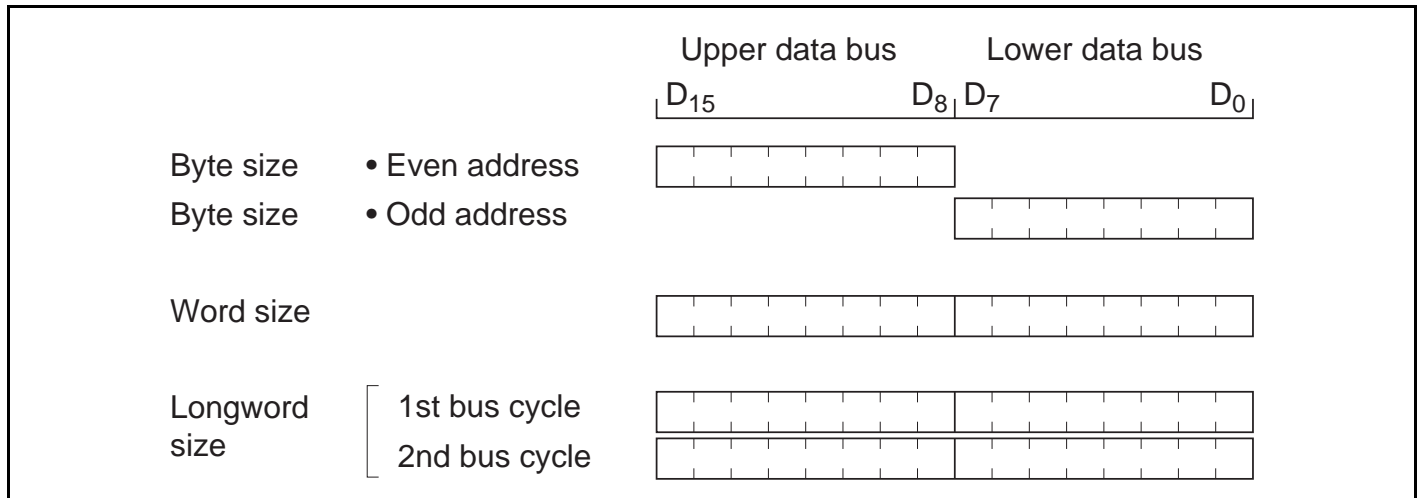 Upper data bus Lower data bus
D15 D8 D7 D0
Byte size • Even address
Byte size • Odd address
Word size
Longword size
1st bus cycle
2nd bus cycle